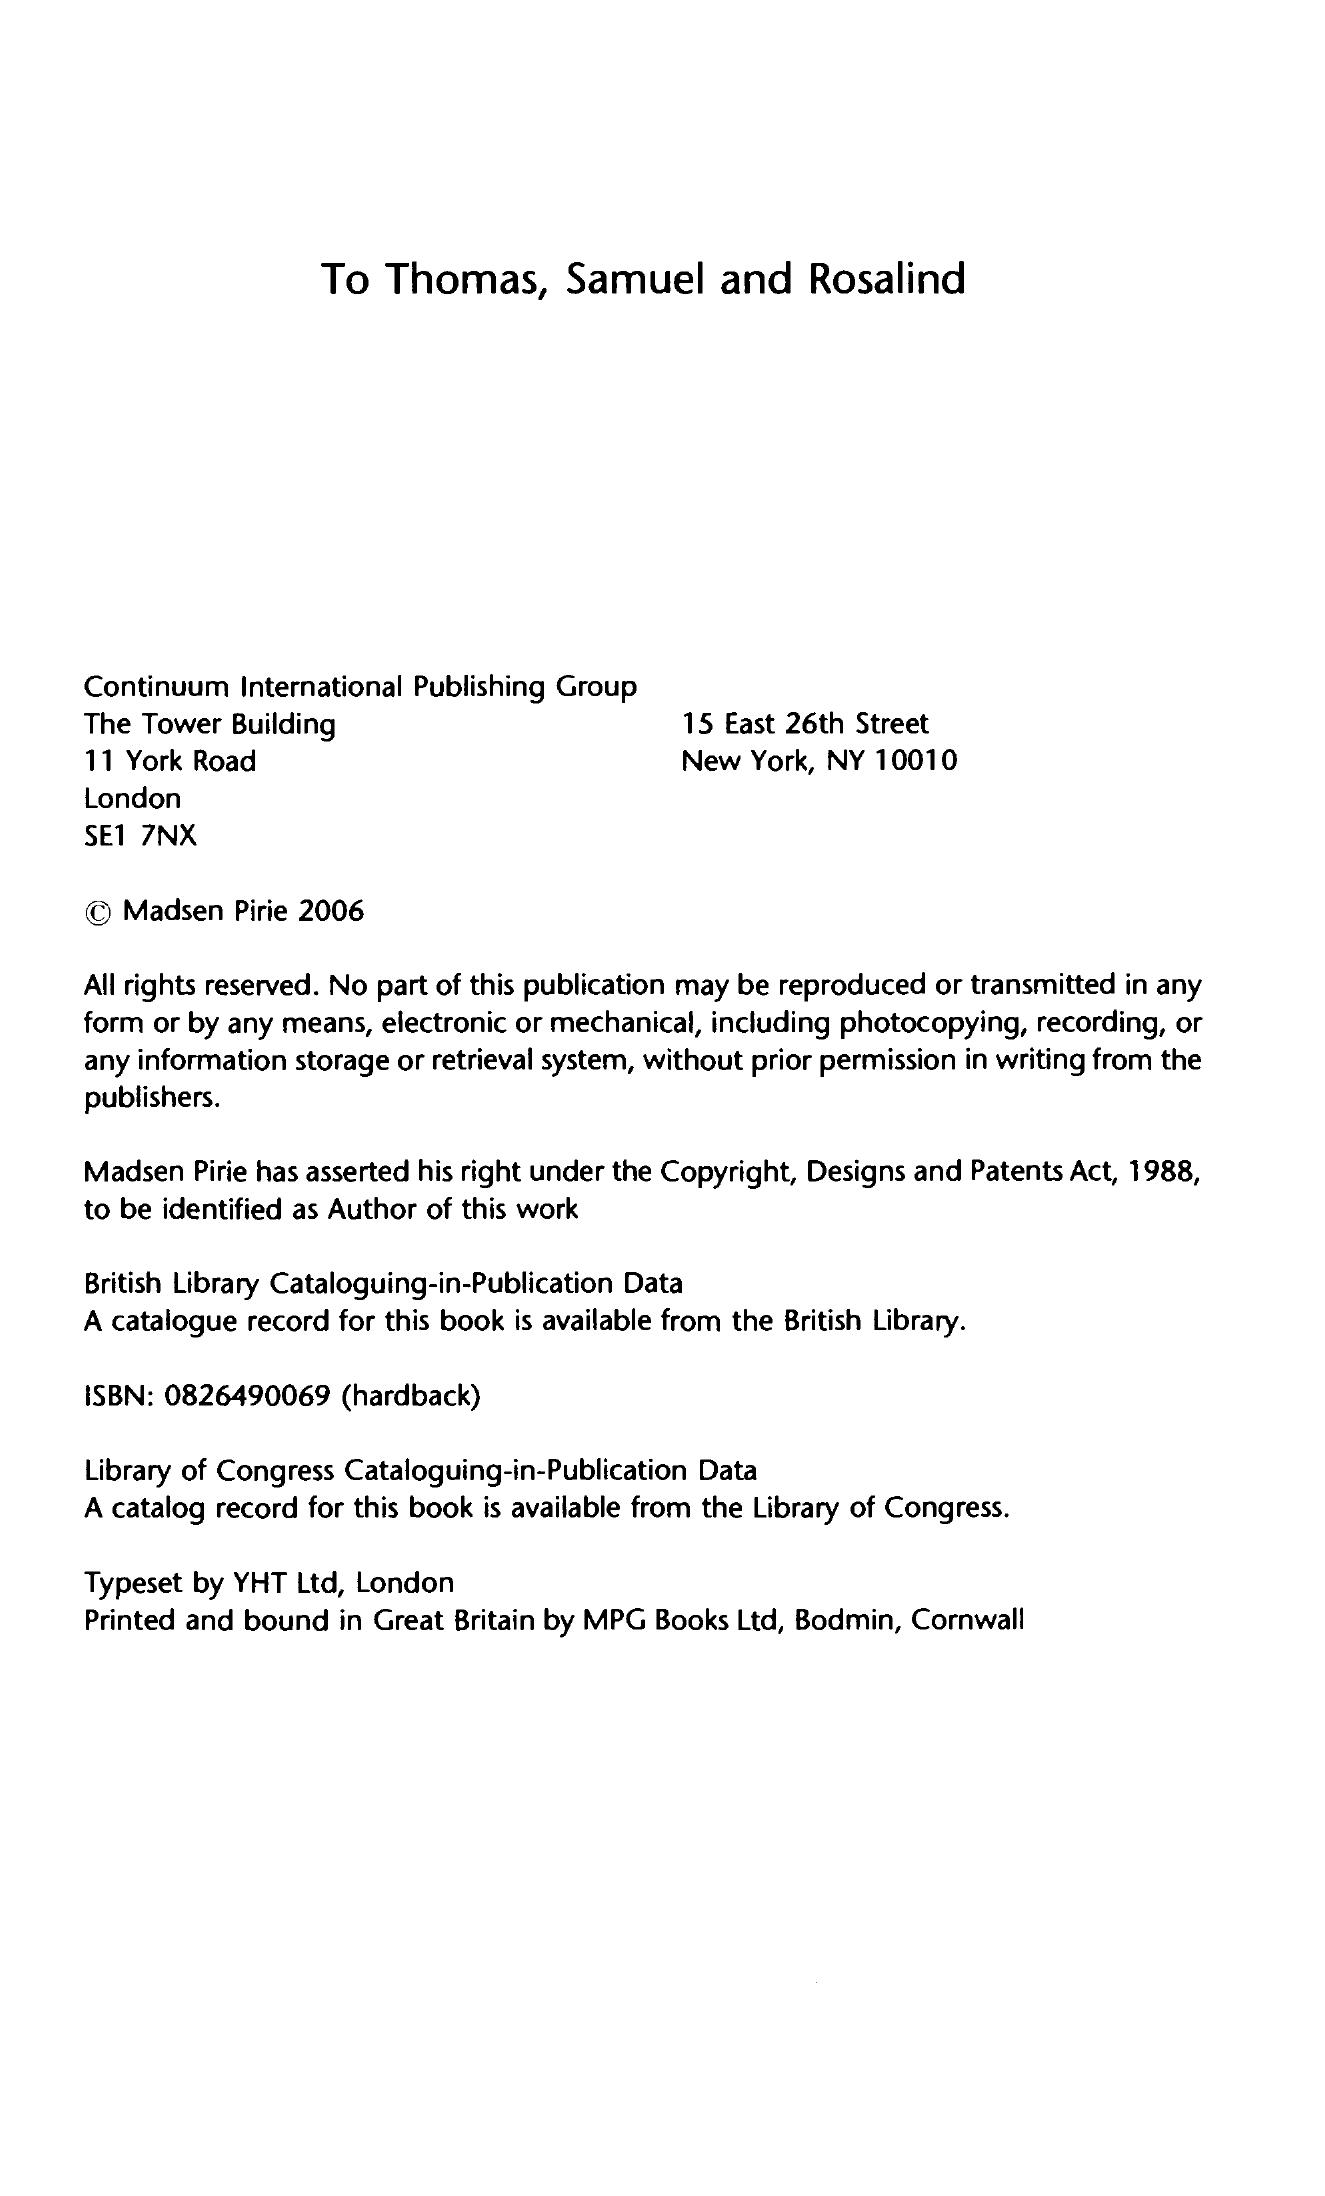 To Thomas, Samuel and Rosalind
Continuum International Publishing Group
The Tower Building
11 York Road
London
SE1 7NX
15 East 26th Street
New York, NY 10010
© Madsen Pirie 2006
All rights reserved. No part of this publication may be reproduced or transmitted in any
form or by any means, electronic or mechanical, including photocopying, recording, or
any information storage or retrieval system, without prior permission in writing from the
publishers.
Madsen Pirie has asserted his right under the Copyright, Designs and Patents Act, 1988,
to be identified as Author of this work
British Library Cataloguing-in-Publication Data
A catalogue record for this book is available from the British Library.
ISBN: 0826490069 (hardback)
Library of Congress Cataloguing-in-Publication Data
A catalog record for this book is available from the Library of Congress.
Typeset by YHT Ltd, London
Printed and bound in Great Britain by MPG Books Ltd, Bodmin, Cornwall